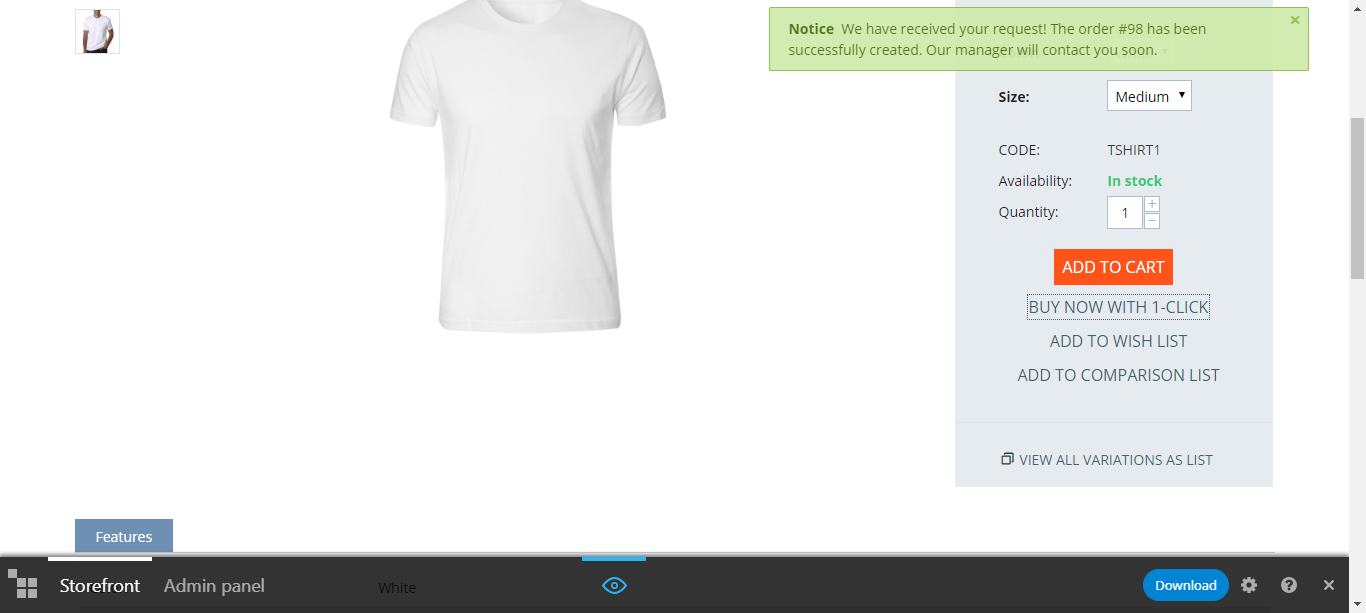 Notice We have received your request! The order #98 has been
successfully created. Our manager will contact you soon.
Size: Medium
CODE: TSHIRT1
Availability: In stock
Quantity: 1
ADD TO CART
BUY NOW WITH 1-CLICK
ADD TO WISH LIST
ADD TO COMPARISON LIST
VIEW ALL VARIATIONS AS LIST
Features
Storefront Admin panel White Download